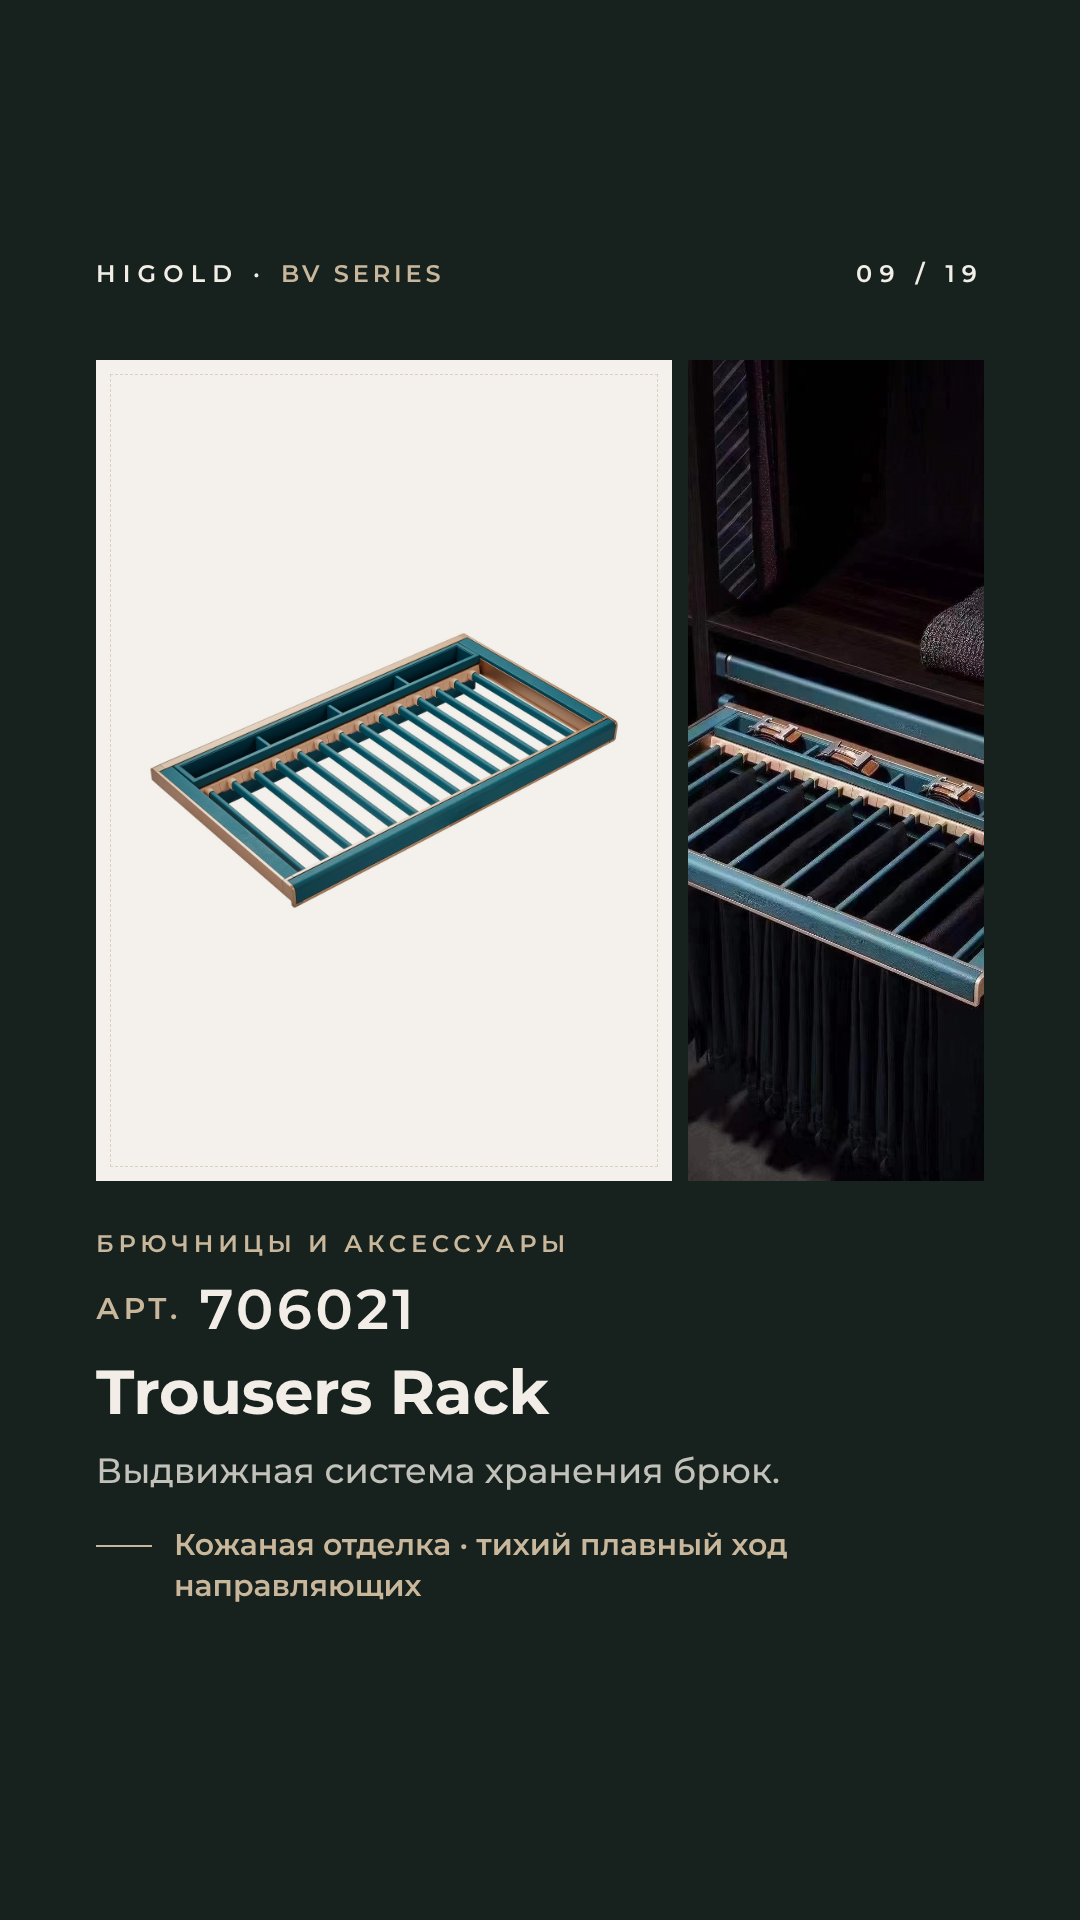 HIGOLD · BV SERIES
09 / 19
БРЮЧНИЦЫ И АКСЕССУАРЫ
АРТ. 706021
Trousers Rack
Выдвижная система хранения брюк.
Кожаная отделка · тихий плавный ход
направляющих